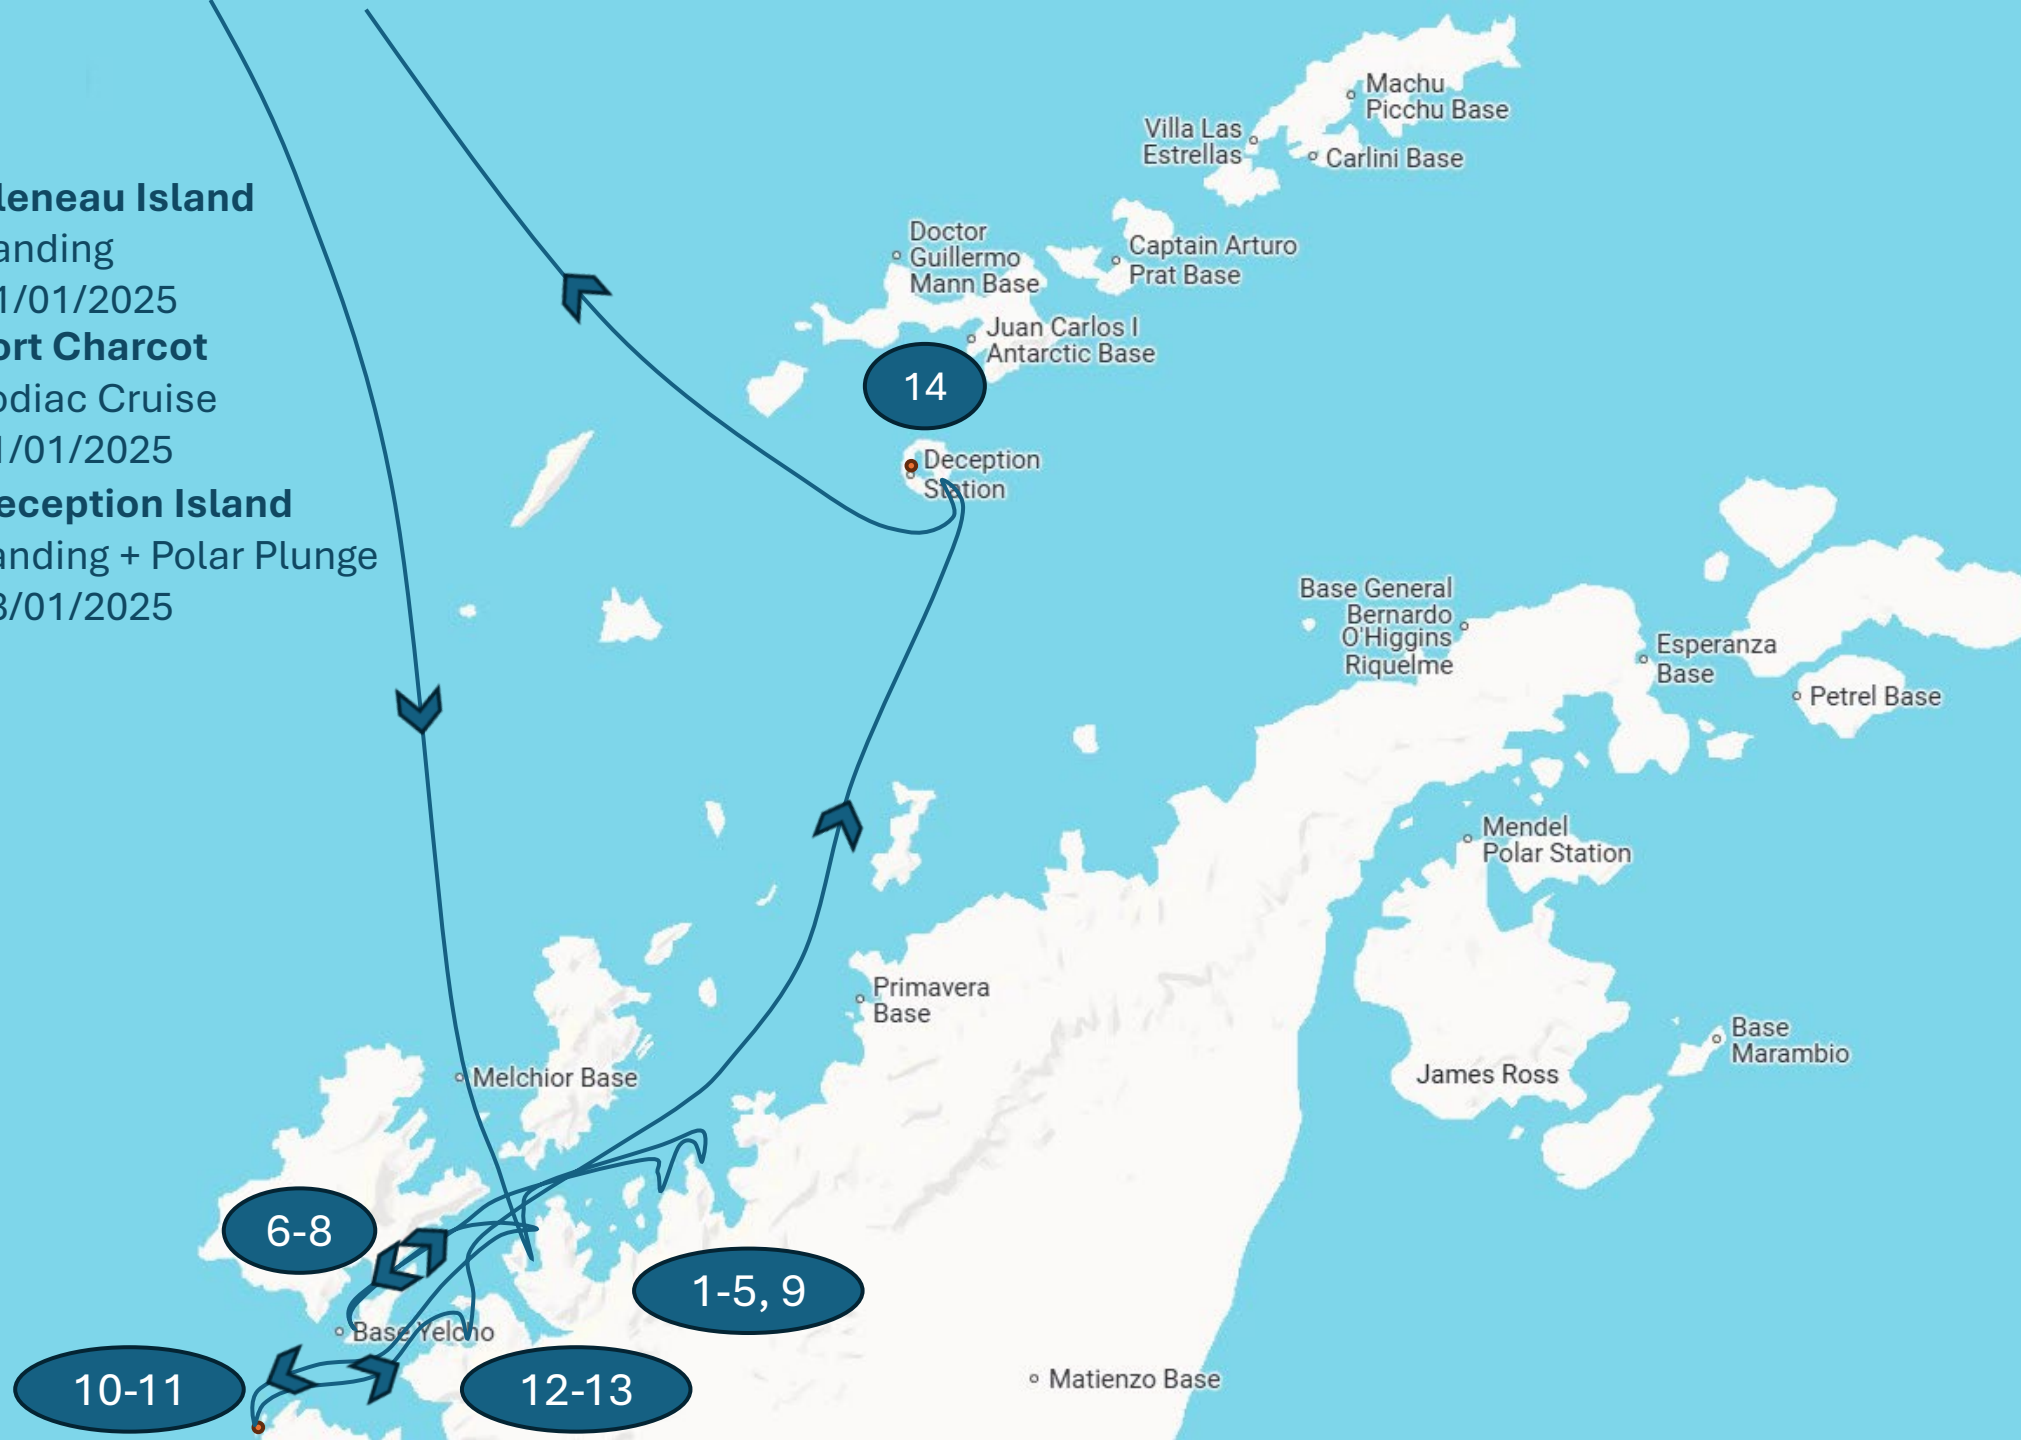 leneau Island
anding
1/01/2025
ort Charcot
odiac Cruise
1/01/2025
eception Island
anding + Polar Plunge
3/01/2025
Machu
Picchu Base
Villa Las
Estrellas
Carlini Base
Doctor
Guillermo
Mann Base
Captain Arturo
Prat Base
Juan Carlos I
Antarctic Base
14
Deception
Station
Base General
Bernardo
O'Higgins
Riquelme
Esperanza
Base
Petrel Base
Mendel
Polar Station
Primavera
Base
Base
Marambio
James Ross
Melchior Base
6-8
1-5, 9
Base Yelcho
10-11
12-13
Matienzo Base